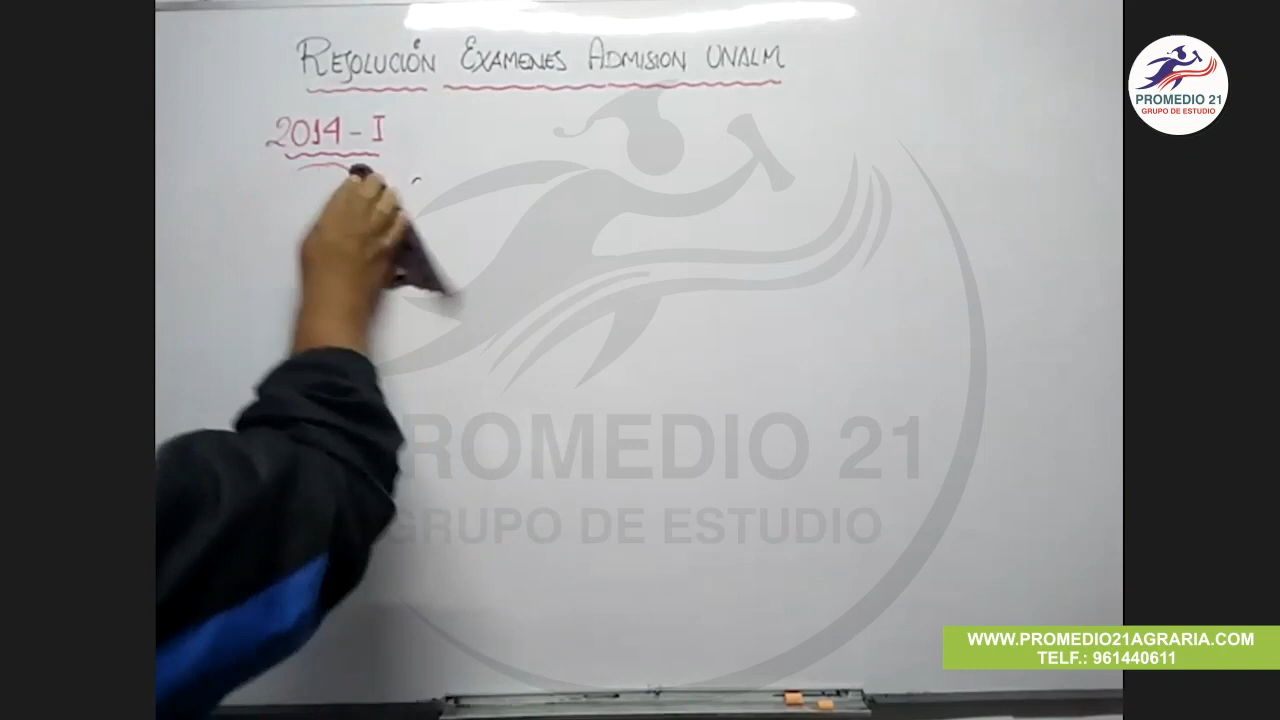 RESOLUCIÓN EXAMENES ADMISION UNALM
2014 - I
PROMEDIO 21
GRUPO DE ESTUDIO
PROMEDIO 21
GRUPO DE ESTUDIO
WWW.PROMEDIO21AGRARIA.COM
TELF.: 961440611